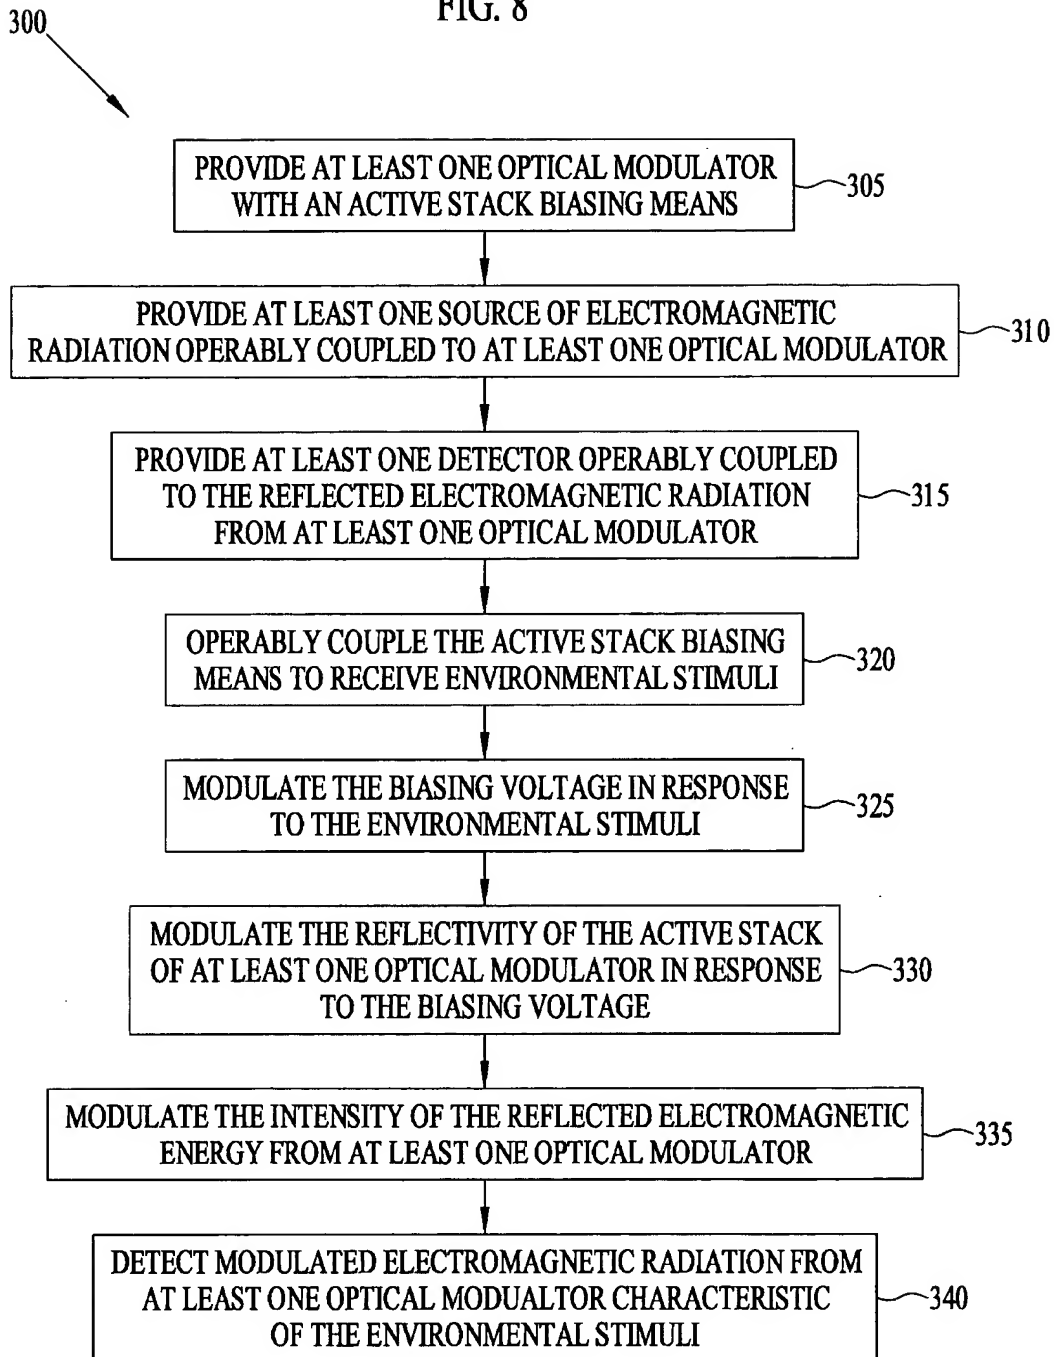 FIG. 8
300
PROVIDE AT LEAST ONE OPTICAL MODULATOR
WITH AN ACTIVE STACK BIASING MEANS
305
PROVIDE AT LEAST ONE SOURCE OF ELECTROMAGNETIC
RADIATION OPERABLY COUPLED TO AT LEAST ONE OPTICAL MODULATOR
310
PROVIDE AT LEAST ONE DETECTOR OPERABLY COUPLED
TO THE REFLECTED ELECTROMAGNETIC RADIATION
FROM AT LEAST ONE OPTICAL MODULATOR
315
OPERABLY COUPLE THE ACTIVE STACK BIASING
MEANS TO RECEIVE ENVIRONMENTAL STIMULI
320
MODULATE THE BIASING VOLTAGE IN RESPONSE
TO THE ENVIRONMENTAL STIMULI
325
MODULATE THE REFLECTIVITY OF THE ACTIVE STACK
OF AT LEAST ONE OPTICAL MODULATOR IN RESPONSE
TO THE BIASING VOLTAGE
330
MODULATE THE INTENSITY OF THE REFLECTED ELECTROMAGNETIC
ENERGY FROM AT LEAST ONE OPTICAL MODULATOR
335
DETECT MODULATED ELECTROMAGNETIC RADIATION FROM
AT LEAST ONE OPTICAL MODUALTOR CHARACTERISTIC
OF THE ENVIRONMENTAL STIMULI
340